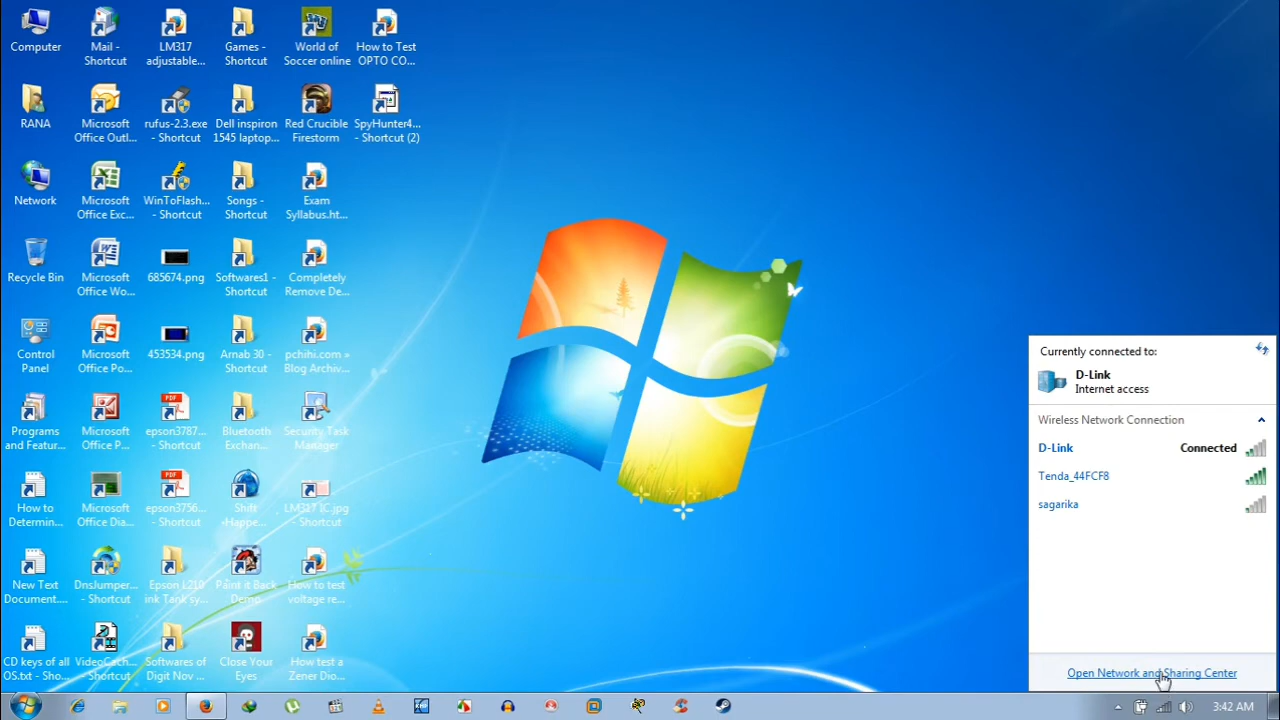 Computer
Mail -
Shortcut
LM317
adjustable...
Games -
Shortcut
World of
Soccer online
How to Test
OPTO CO...
RANA
Microsoft
Office Outl...
rufus-2.3.exe
- Shortcut
Dell inspiron
1545 laptop...
Red Crucible
Firestorm
SpyHunter4...
- Shortcut (2)
Network
Microsoft
Office Exc...
WinToFlash...
- Shortcut
Songs -
Shortcut
Exam
Syllabus.ht...
Recycle Bin
Microsoft
Office Wo...
685674.png
Softwares1 -
Shortcut
Completely
Remove De...
Control
Panel
Microsoft
Office Po...
453534.png
Arnab 30 -
Shortcut
pchihi.com »
Blog Archiv...
Programs
and Featur...
Microsoft
Office P...
epson3787...
- Shortcut
Bluetooth
Exchan...
Security Task
Manager
How to
Determin...
Microsoft
Office Dia...
epson3756...
- Shortcut
Shift
Happe...
LM317 IC.jpg
- Shortcut
New Text
Document....
DnsJumper...
- Shortcut
Epson L210
ink Tank sy...
Paint it Back
Demo
How to test
voltage re...
CD keys of all
OS.txt - Sho...
VideoCach...
- Shortcut
Softwares of
Digit Nov ...
Close Your
Eyes
How test a
Zener Dio...
Currently connected to:
D-Link
Internet access
Wireless Network Connection
D-Link Connected
Tenda_44FCF8
sagarika
Open Network and Sharing Center
3:42 AM